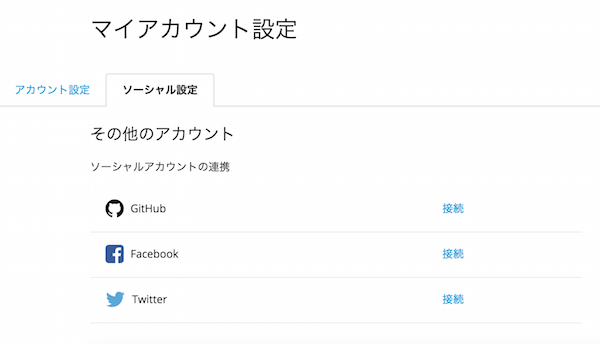 マイアカウント設定
アカウント設定 ソーシャル設定
その他のアカウント
ソーシャルアカウントの連携
GitHub 接続
Facebook 接続
Twitter 接続